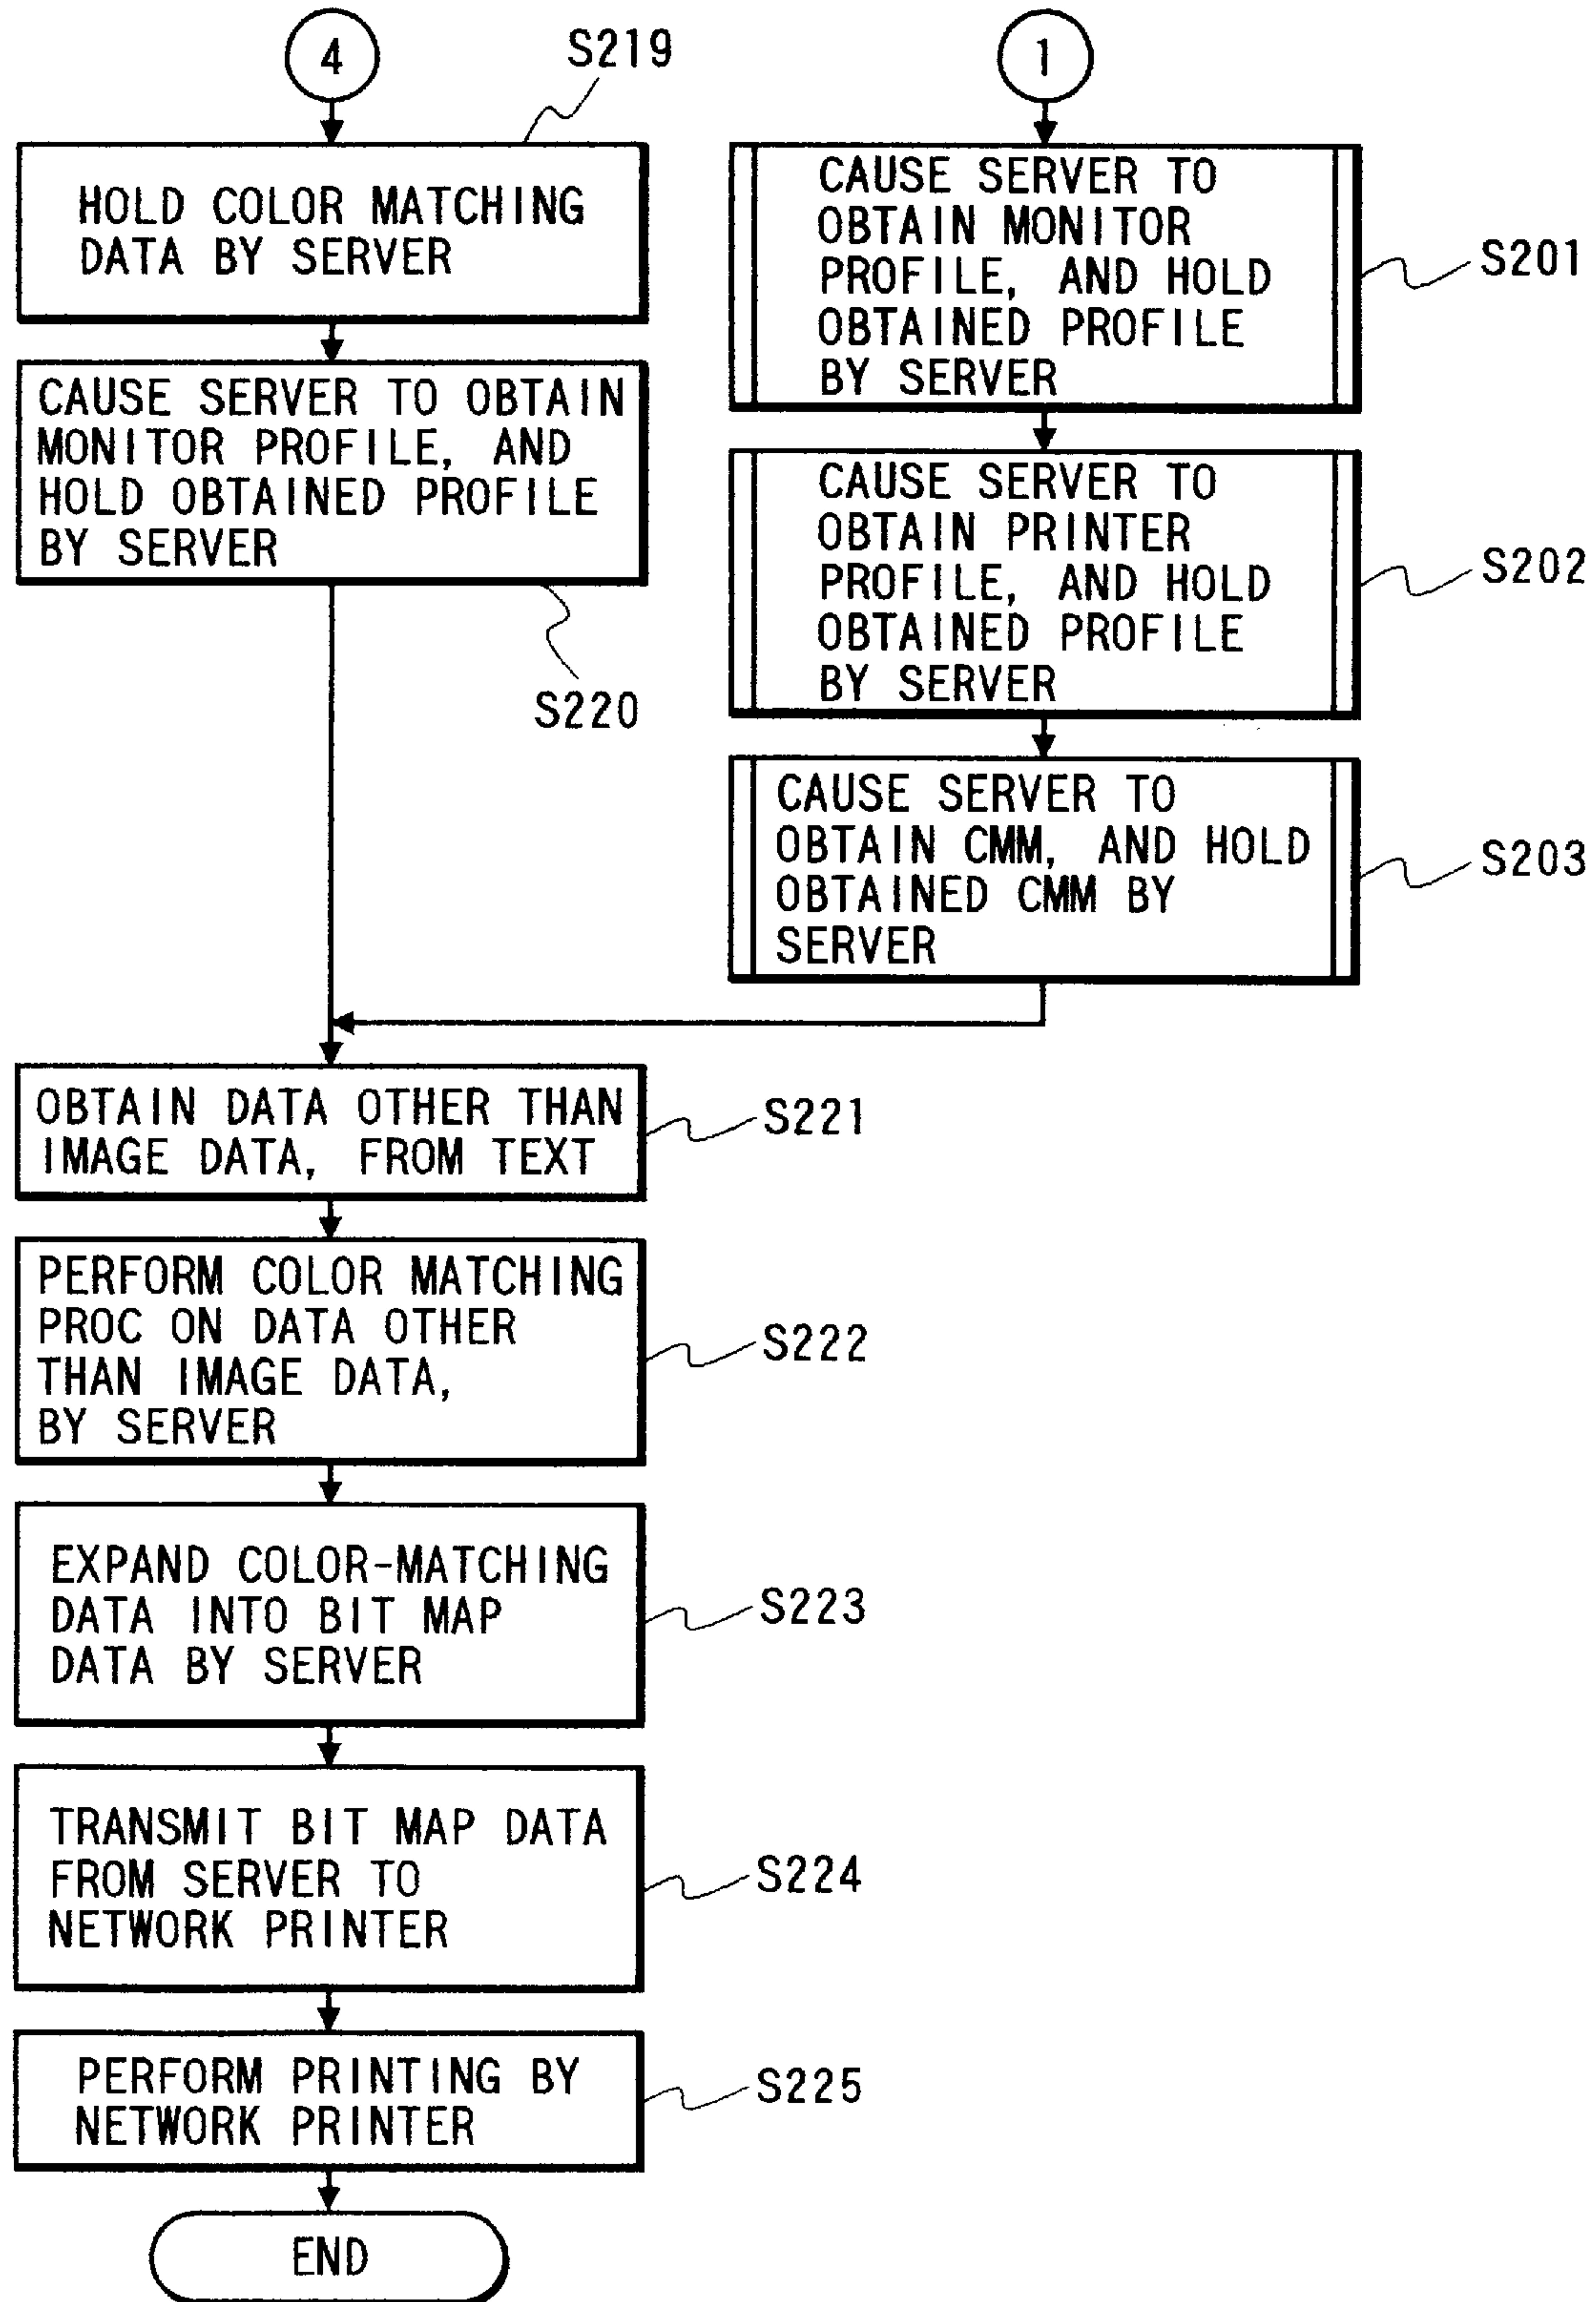 4
S219
HOLD COLOR MATCHING
DATA BY SERVER
CAUSE SERVER TO OBTAIN
MONITOR PROFILE, AND
HOLD OBTAINED PROFILE
BY SERVER
S220
1
CAUSE SERVER TO
OBTAIN MONITOR
PROFILE, AND HOLD
OBTAINED PROFILE
BY SERVER
S201
CAUSE SERVER TO
OBTAIN PRINTER
PROFILE, AND HOLD
OBTAINED PROFILE
BY SERVER
S202
CAUSE SERVER TO
OBTAIN CMM, AND HOLD
OBTAINED CMM BY
SERVER
S203
OBTAIN DATA OTHER THAN
IMAGE DATA, FROM TEXT
S221
PERFORM COLOR MATCHING
PROC ON DATA OTHER
THAN IMAGE DATA,
BY SERVER
S222
EXPAND COLOR-MATCHING
DATA INTO BIT MAP
DATA BY SERVER
S223
TRANSMIT BIT MAP DATA
FROM SERVER TO
NETWORK PRINTER
S224
PERFORM PRINTING BY
NETWORK PRINTER
S225
END